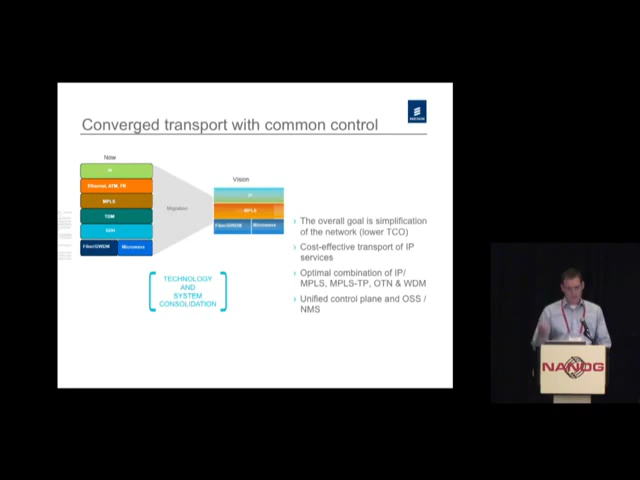 ERICSSON
Converged transport with common control
Now
Vision
IP
Ethernet, ATM, FR
MPLS
TDM
SDH
Fiber/DWDM
Microwave
Migration
IP
MPLS
Fiber/DWDM
Microwave
TECHNOLOGY
AND
SYSTEM
CONSOLIDATION
› The overall goal is simplification
of the network (lower TCO)
› Cost-effective transport of IP
services
› Optimal combination of IP/
MPLS, MPLS-TP, OTN & WDM
› Unified control plane and OSS /
NMS
NANOG